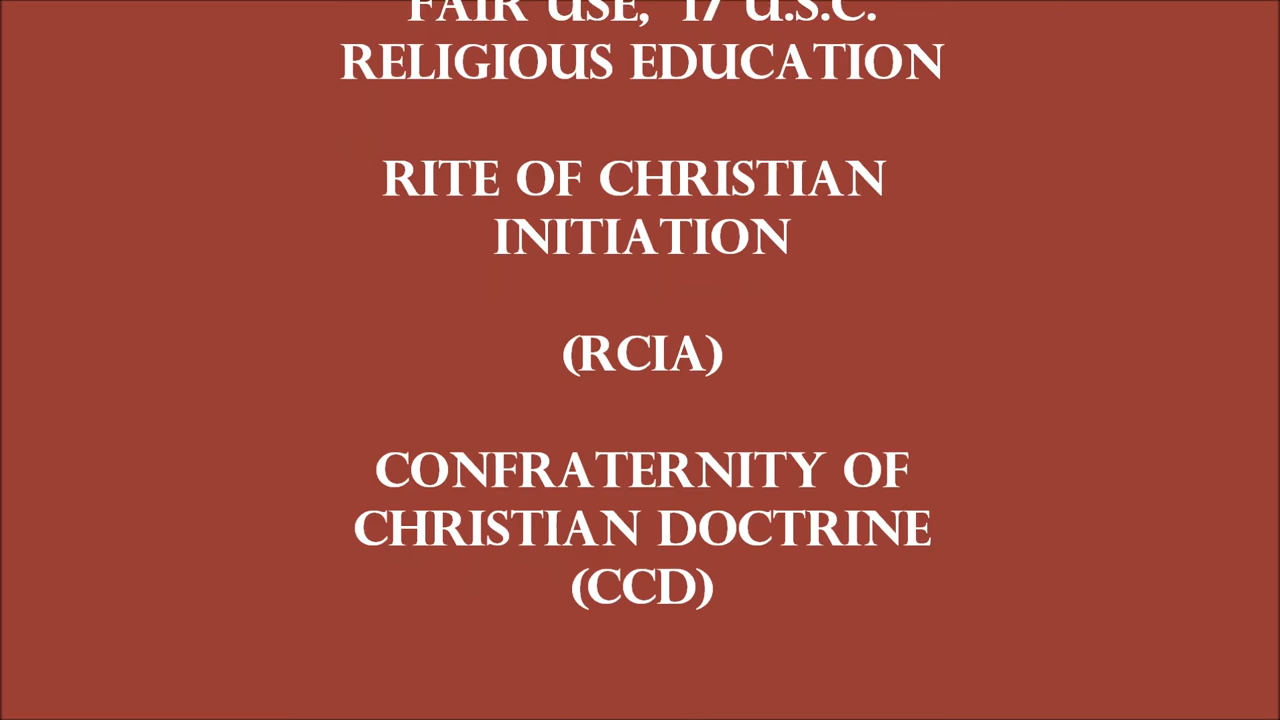 FAIR USE, 17 U.S.C.
RELIGIOUS EDUCATION
RITE OF CHRISTIAN
INITIATION
(RCIA)
CONFRATERNITY OF
CHRISTIAN DOCTRINE
(CCD)